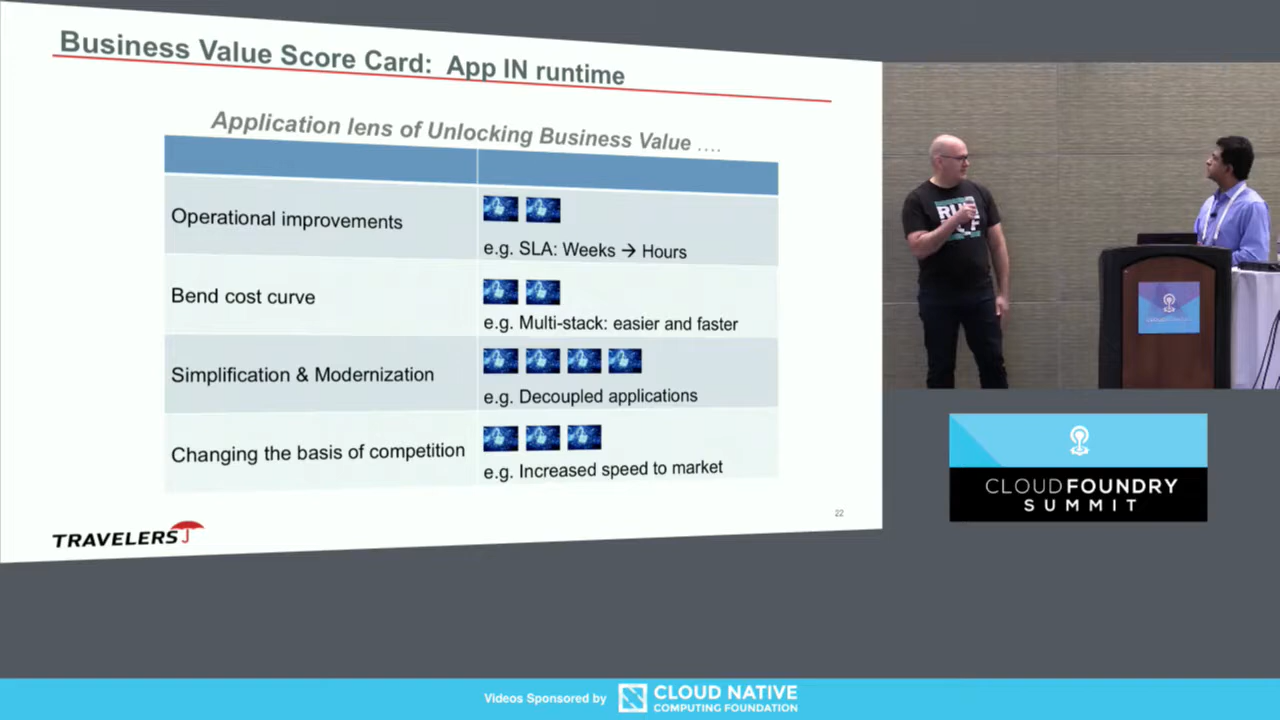 Business Value Score Card: App IN runtime
Application lens of Unlocking Business Value ....
Operational improvements
e.g. SLA: Weeks → Hours
Bend cost curve
e.g. Multi-stack: easier and faster
Simplification & Modernization
e.g. Decoupled applications
Changing the basis of competition
e.g. Increased speed to market
22
TRAVELERS
CLOUDFOUNDRY
SUMMIT
Videos Sponsored by
CLOUD NATIVE
COMPUTING FOUNDATION